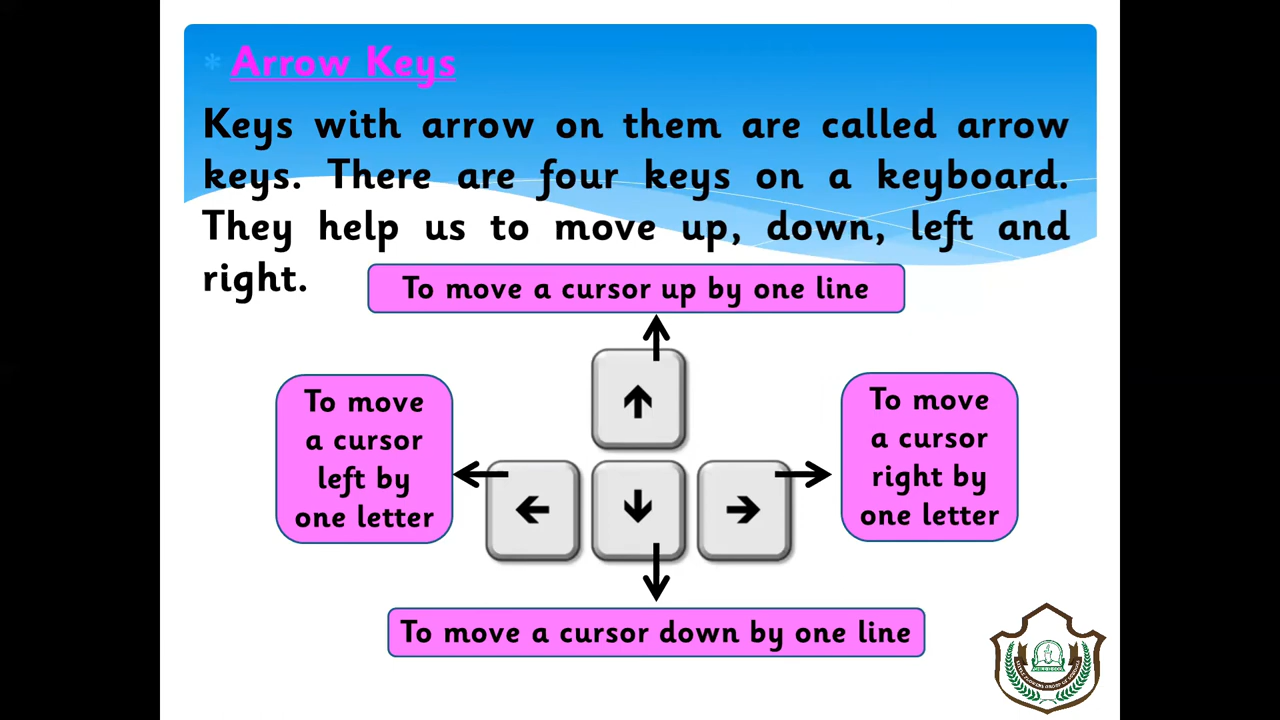 * Arrow Keys
Keys with arrow on them are called arrow
keys. There are four keys on a keyboard.
They help us to move up, down, left and
right.
To move a cursor up by one line
To move
a cursor
left by
one letter
To move
a cursor
right by
one letter
To move a cursor down by one line